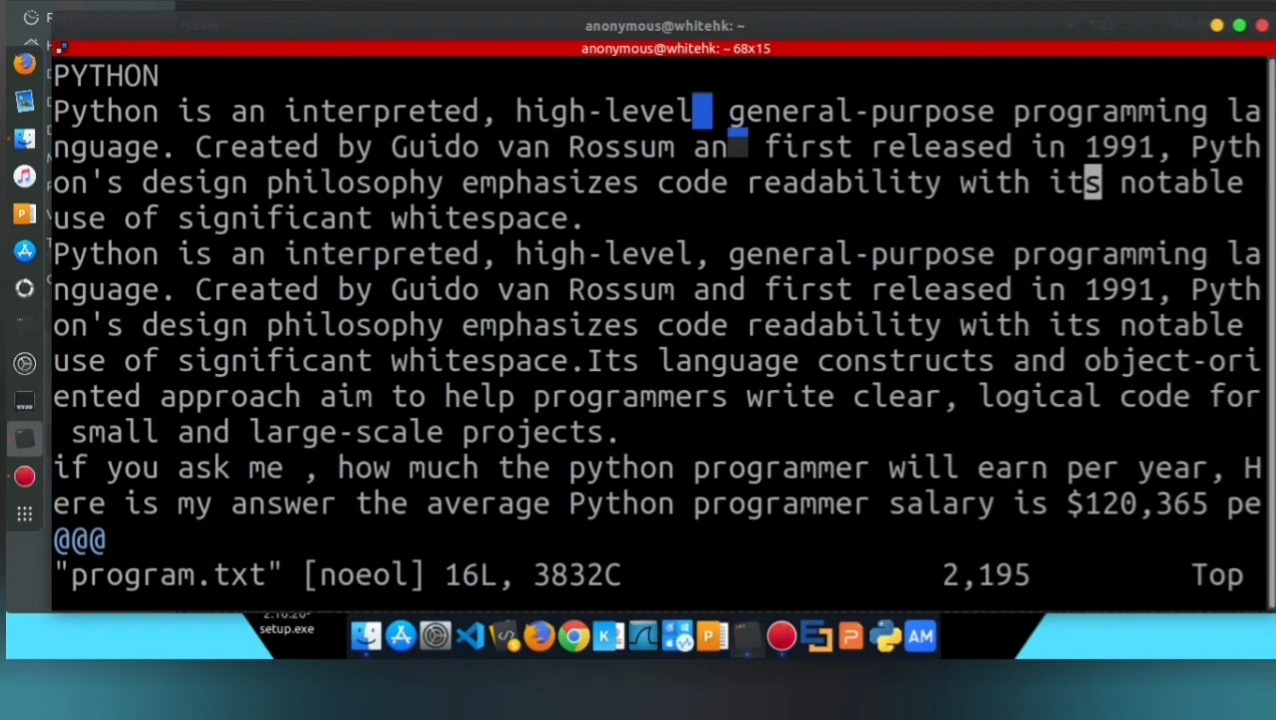 anonymous@whitehk: ~
anonymous@whitehk: ~ 68x15
PYTHON
Python is an interpreted, high-level general-purpose programming la
nguage. Created by Guido van Rossum an first released in 1991, Pyth
on's design philosophy emphasizes code readability with its notable
use of significant whitespace.
Python is an interpreted, high-level, general-purpose programming la
nguage. Created by Guido van Rossum and first released in 1991, Pyth
on's design philosophy emphasizes code readability with its notable
use of significant whitespace.Its language constructs and object-ori
ented approach aim to help programmers write clear, logical code for
small and large-scale projects.
if you ask me , how much the python programmer will earn per year, H
ere is my answer the average Python programmer salary is $120,365 pe
@@@
"program.txt" [noeol] 16L, 3832C 2,195 Top
setup.exe
AM